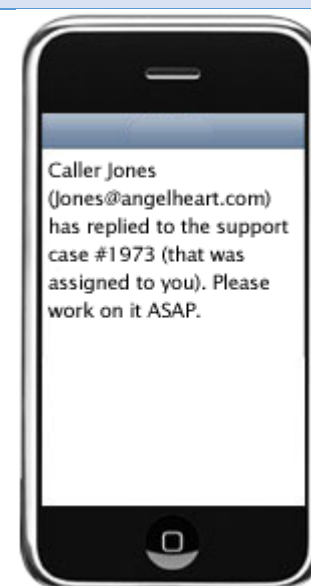 Caller Jones
(Jones@angelheart.com)
has replied to the support
case #1973 (that was
assigned to you). Please
work on it ASAP.